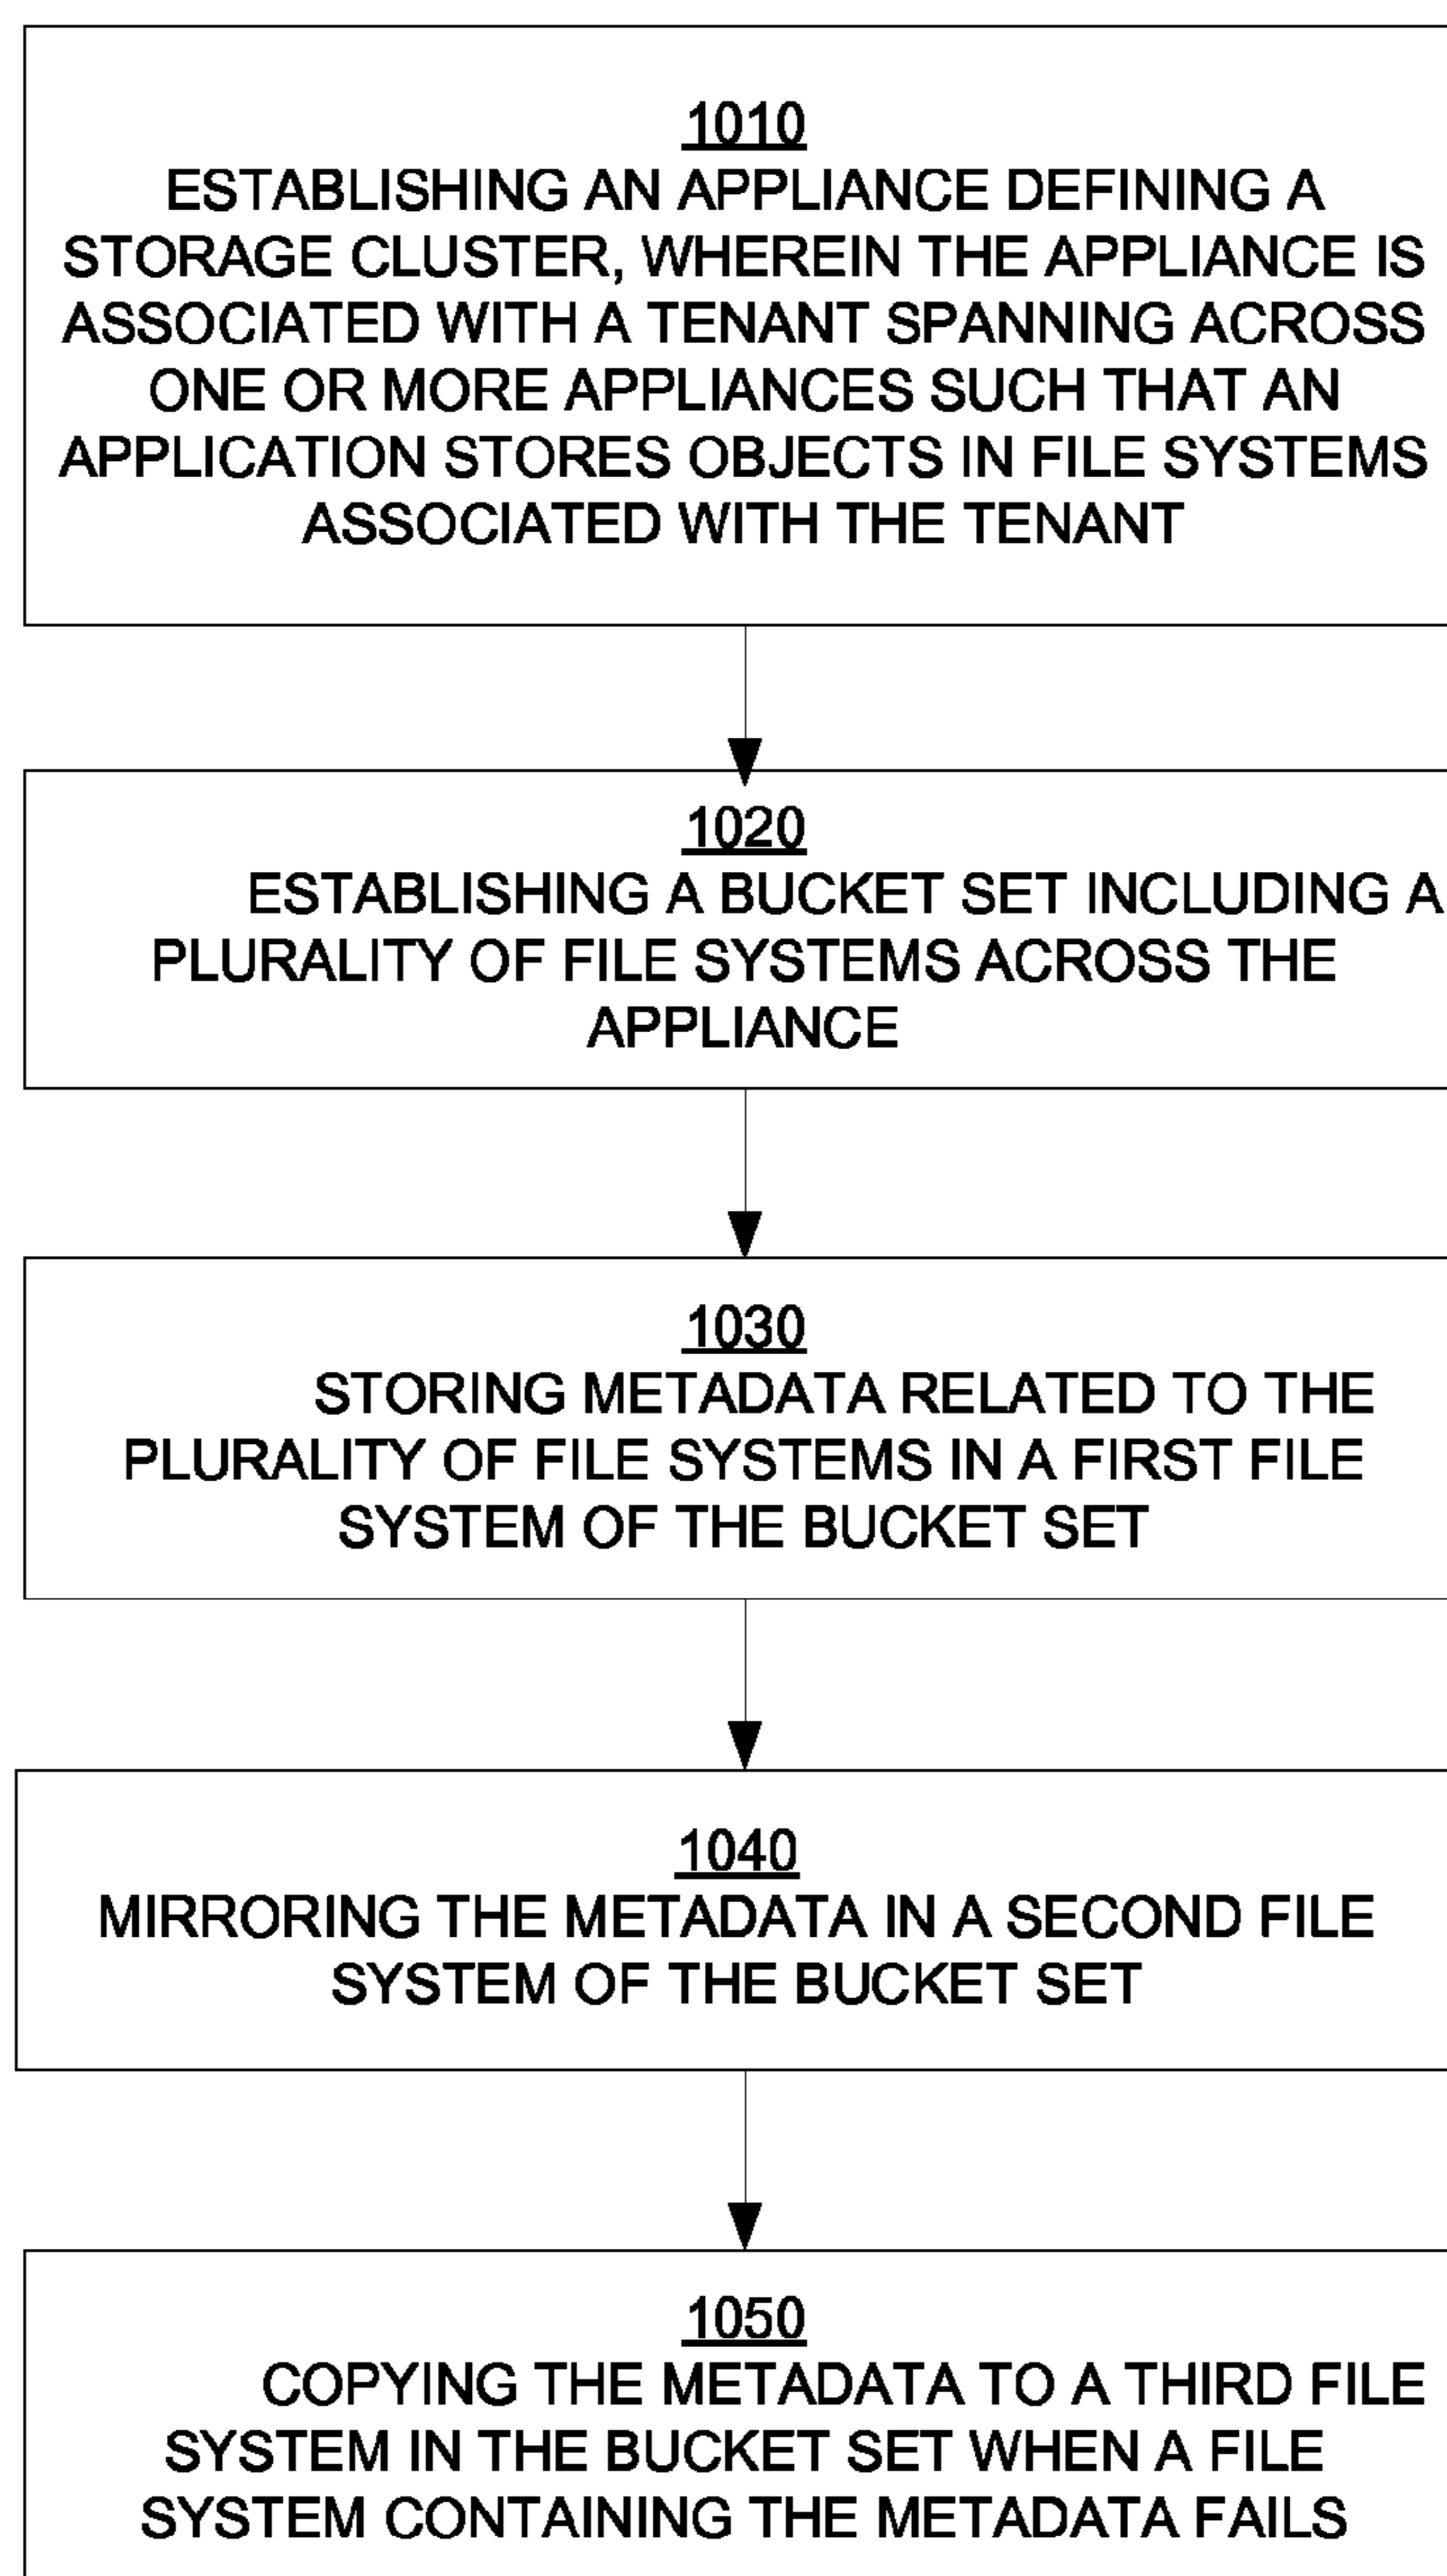 1010
ESTABLISHING AN APPLIANCE DEFINING A
STORAGE CLUSTER, WHEREIN THE APPLIANCE IS
ASSOCIATED WITH A TENANT SPANNING ACROSS
ONE OR MORE APPLIANCES SUCH THAT AN
APPLICATION STORES OBJECTS IN FILE SYSTEMS
ASSOCIATED WITH THE TENANT
1020
ESTABLISHING A BUCKET SET INCLUDING A
PLURALITY OF FILE SYSTEMS ACROSS THE
APPLIANCE
1030
STORING METADATA RELATED TO THE
PLURALITY OF FILE SYSTEMS IN A FIRST FILE
SYSTEM OF THE BUCKET SET
1040
MIRRORING THE METADATA IN A SECOND FILE
SYSTEM OF THE BUCKET SET
1050
COPYING THE METADATA TO A THIRD FILE
SYSTEM IN THE BUCKET SET WHEN A FILE
SYSTEM CONTAINING THE METADATA FAILS